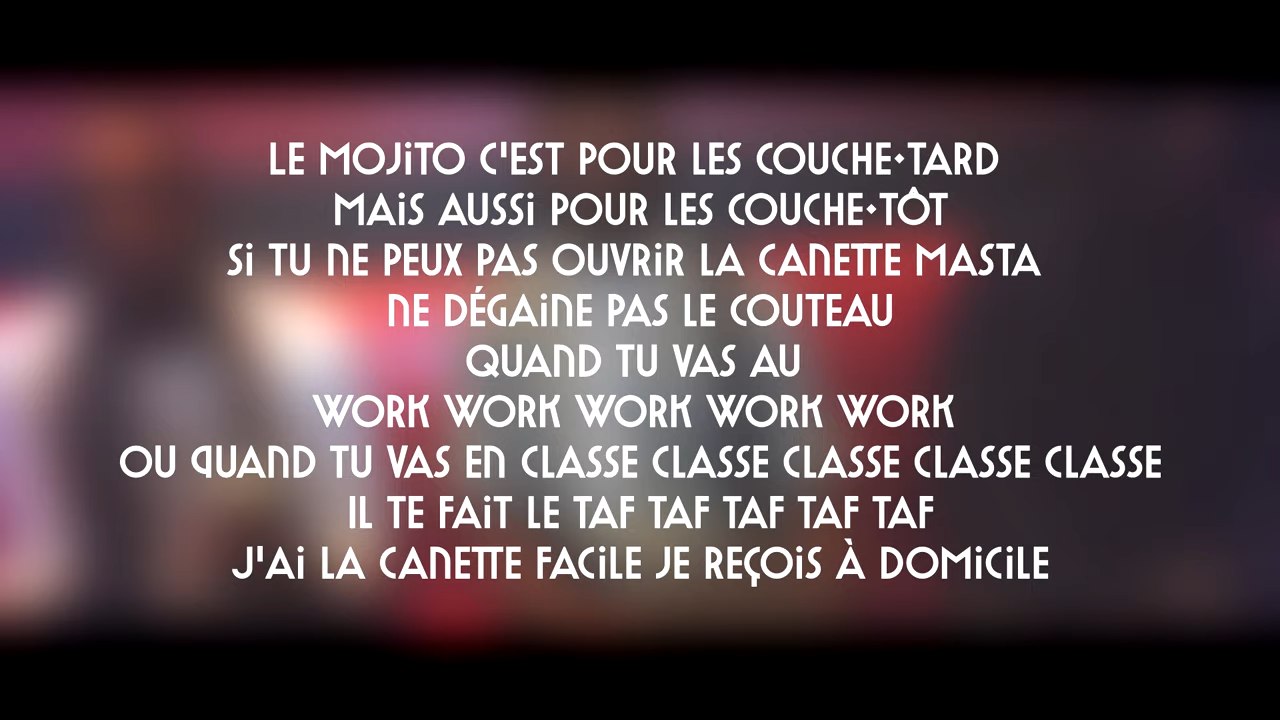 LE MOJiTO C'EST POUR LES COUCHE-TARD
MAiS AUSSi POUR LES COUCHE-TÔT
Si TU NE PEUX PAS OUVRiR LA CANETTE MASTA
NE DÉGAiNE PAS LE COUTEAU
QUAND TU VAS AU
WORK WORK WORK WORK WORK
OU QUAND TU VAS EN CLASSE CLASSE CLASSE CLASSE CLASSE
IL TE FAiT LE TAF TAF TAF TAF TAF
J'Ai LA CANETTE FACiLE JE REÇOiS À DOMiCiLE